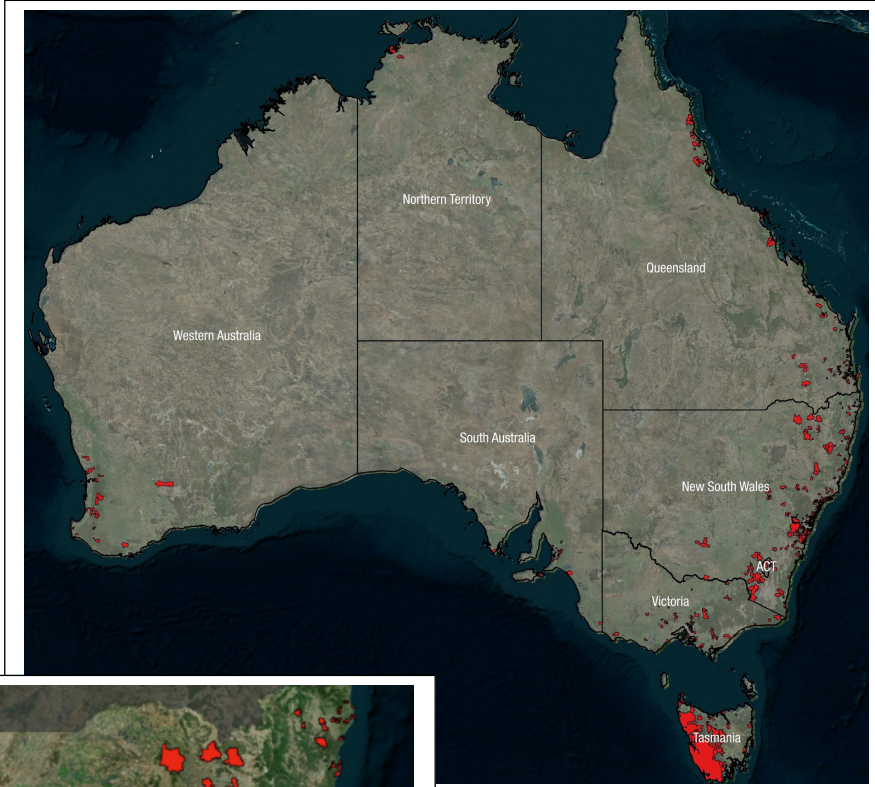 Northern Territory
Queensland
Western Australia
South Australia
New South Wales
ACT
Victoria
Tasmania